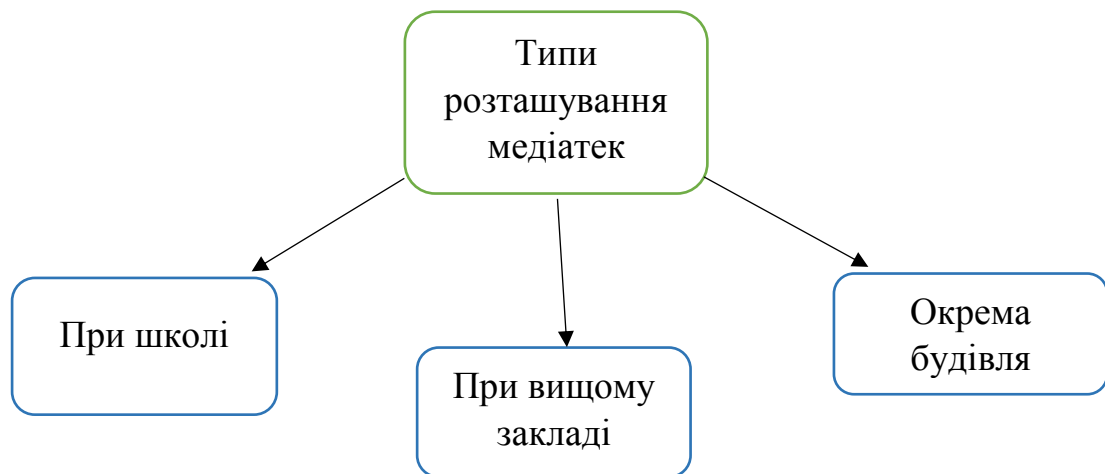 Типи
розташування
медіатек
При школі
При вищому
закладі
Окрема
будівля